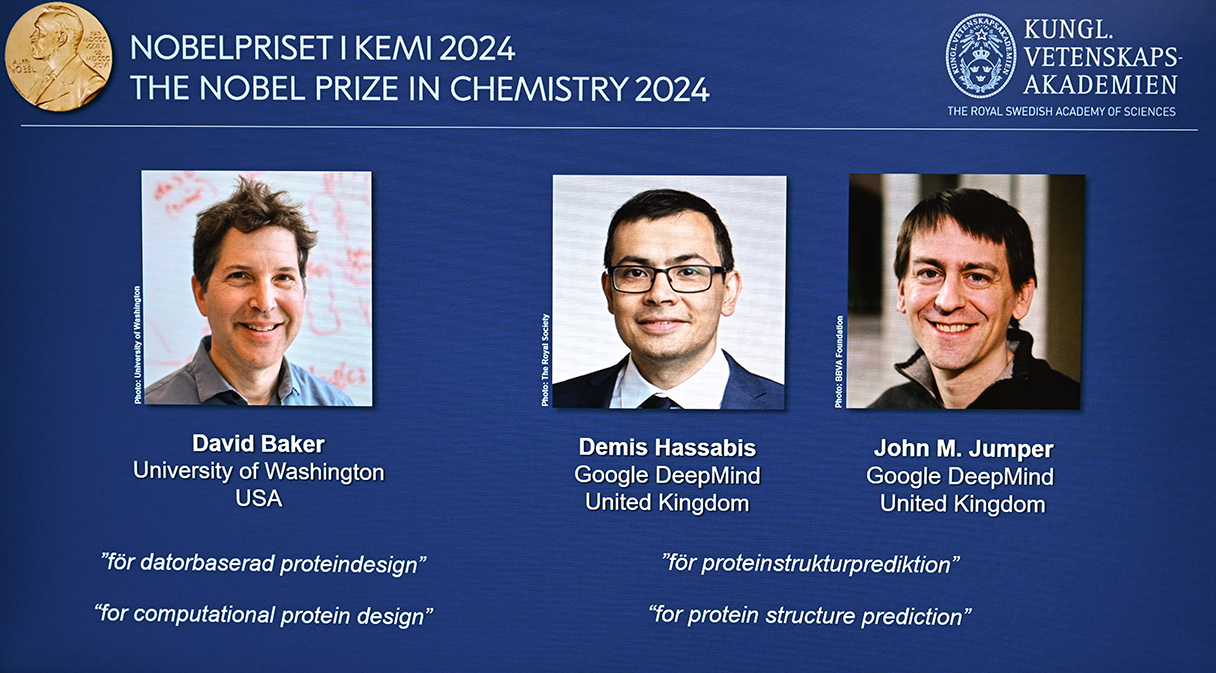 NOBELPRISET I KEMI 2024
THE NOBEL PRIZE IN CHEMISTRY 2024
KUNGL.
VETENSKAPS-
AKADEMIEN
THE ROYAL SWEDISH ACADEMY OF SCIENCES
Photo: University of Washington
Photo: The Royal Society
Photo: BBVA Foundation
David Baker
University of Washington
USA
Demis Hassabis
Google DeepMind
United Kingdom
John M. Jumper
Google DeepMind
United Kingdom
”för datorbaserad proteindesign”
“for computational protein design”
”för proteinstrukturprediktion”
“for protein structure prediction”